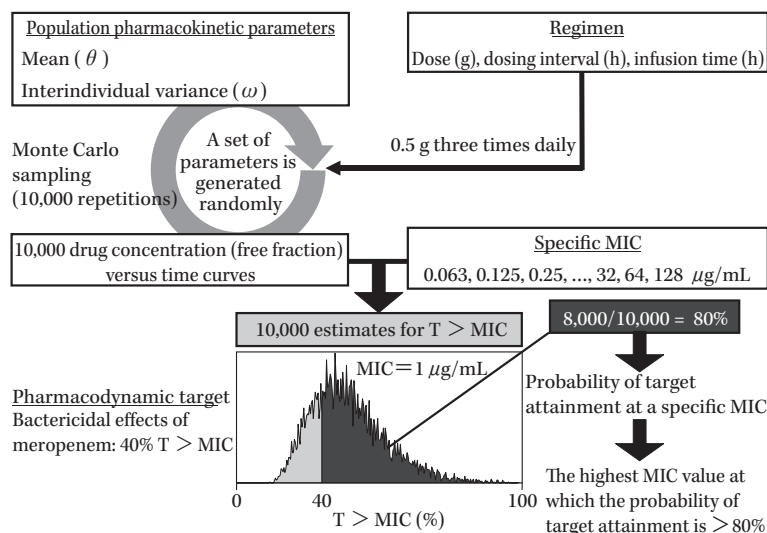 Population pharmacokinetic parameters
Mean (θ)
Interindividual variance (ω)
Regimen
Dose (g), dosing interval (h), infusion time (h)
Monte Carlo
sampling
(10,000 repetitions)
A set of
parameters is
generated
randomly
0.5 g three times daily
10,000 drug concentration (free fraction)
versus time curves
Specific MIC
0.063, 0.125, 0.25, ..., 32, 64, 128 μg/mL
10,000 estimates for T > MIC
8,000/10,000 = 80%
MIC=1 μg/mL
Pharmacodynamic target
Bactericidal effects of
meropenem: 40% T > MIC
0 40 100
T > MIC (%)
Probability of target
attainment at a specific MIC
The highest MIC value at
which the probability of
target attainment is >80%